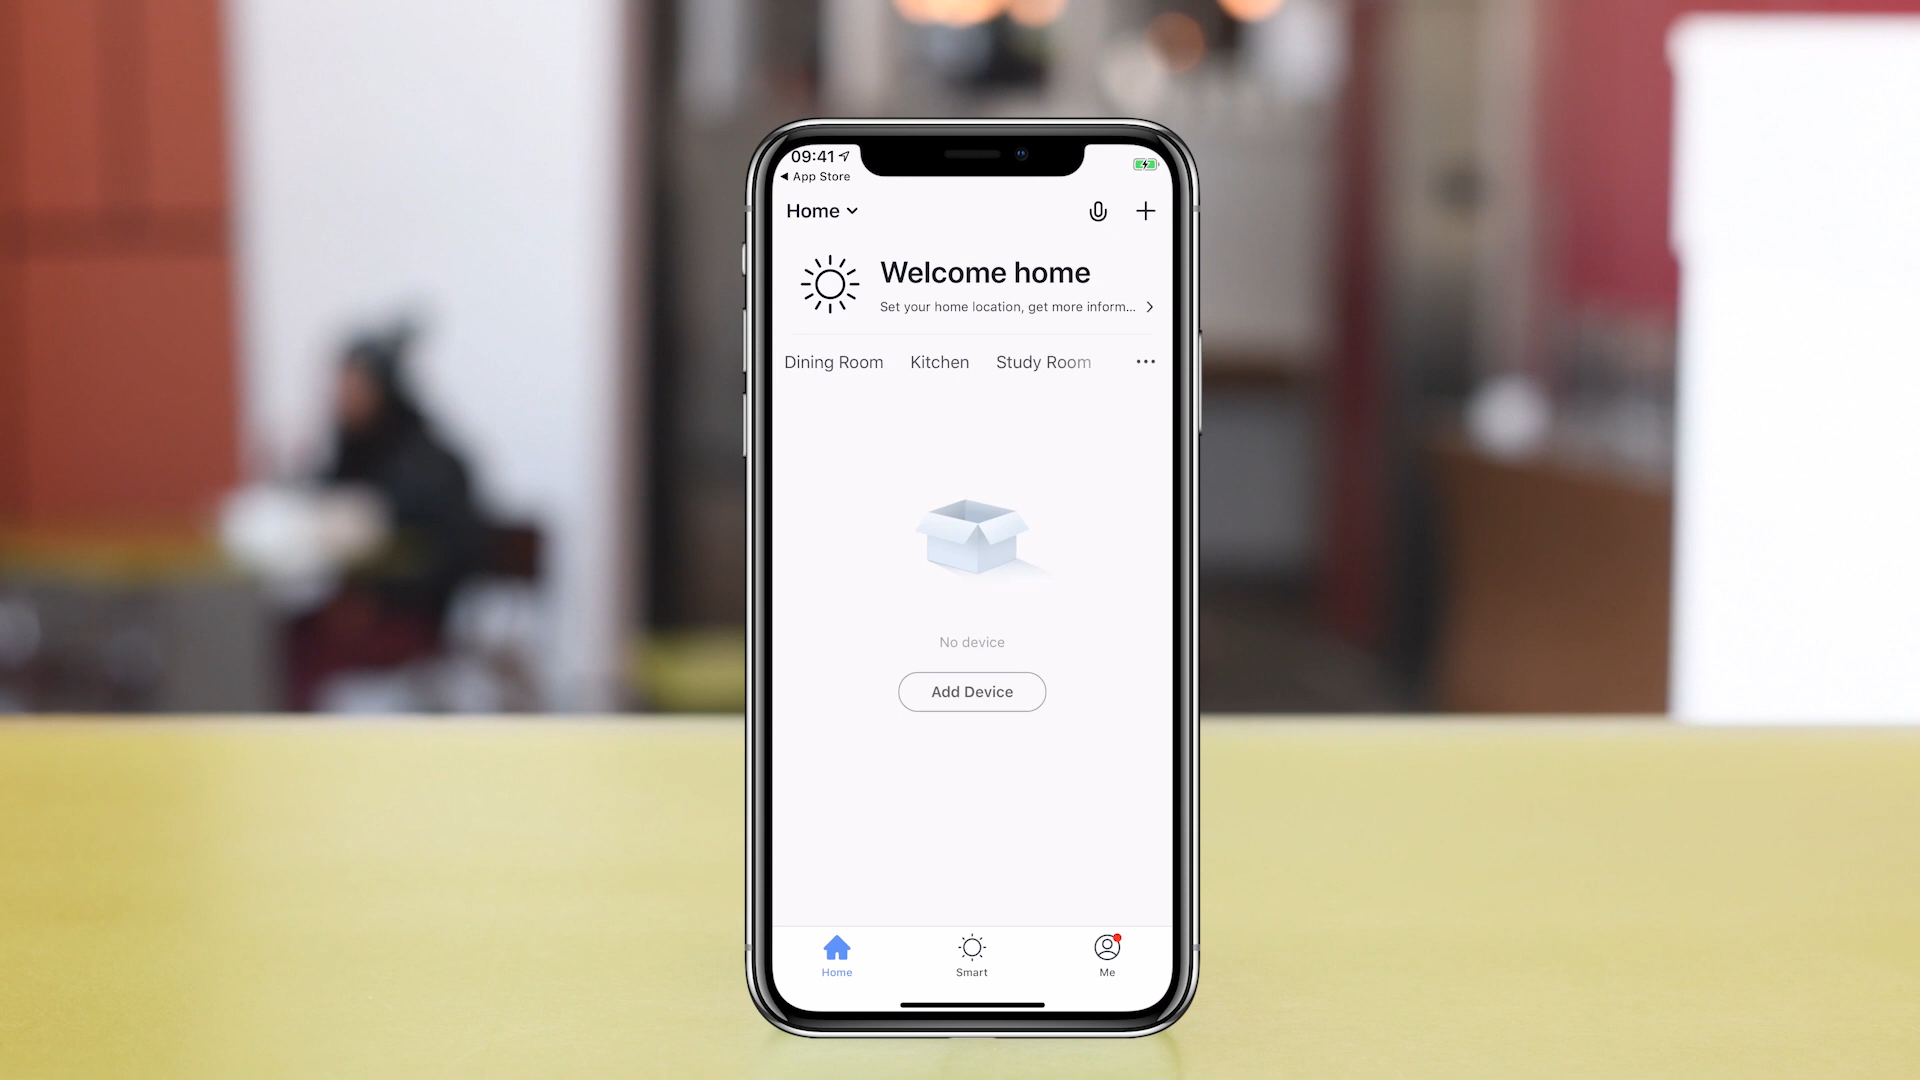 09:41
App Store
Home
Welcome home
Set your home location, get more inform...
Dining Room Kitchen Study Room
No device
Add Device
Home Smart Me